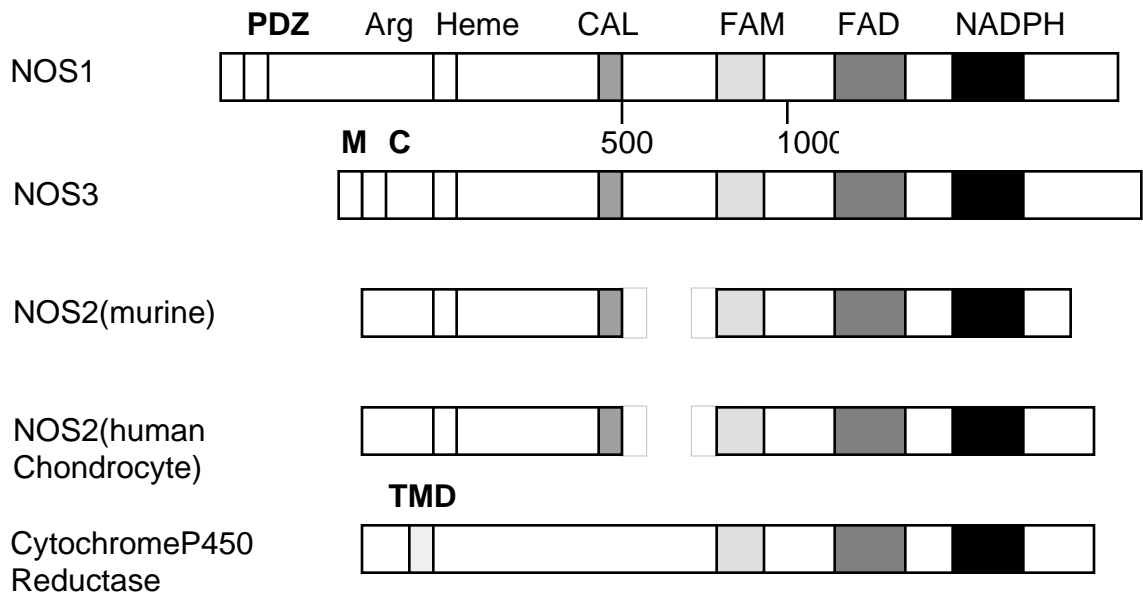 PDZ Arg Heme CAL FAM FAD NADPH
NOS1
500 1000
M C
NOS3
NOS2(murine)
NOS2(human
Chondrocyte)
TMD
CytochromeP450
Reductase